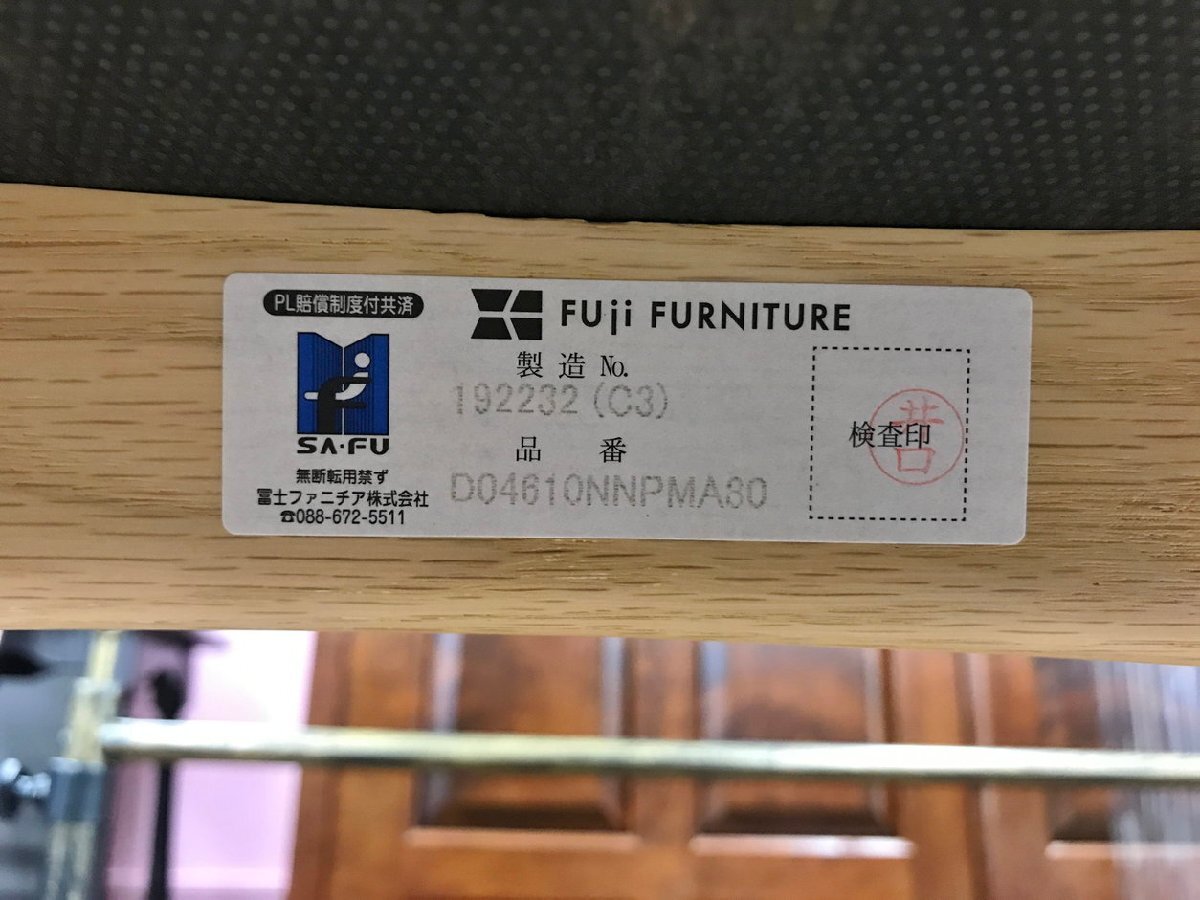 PL賠償制度付共済
SA・FU
無断転用禁ず
冨士ファニチア株式会社
☎088-672-5511
FUji FURNITURE
製造 No.
192232 (C3)
品番
D04610NNPMA80
検査印